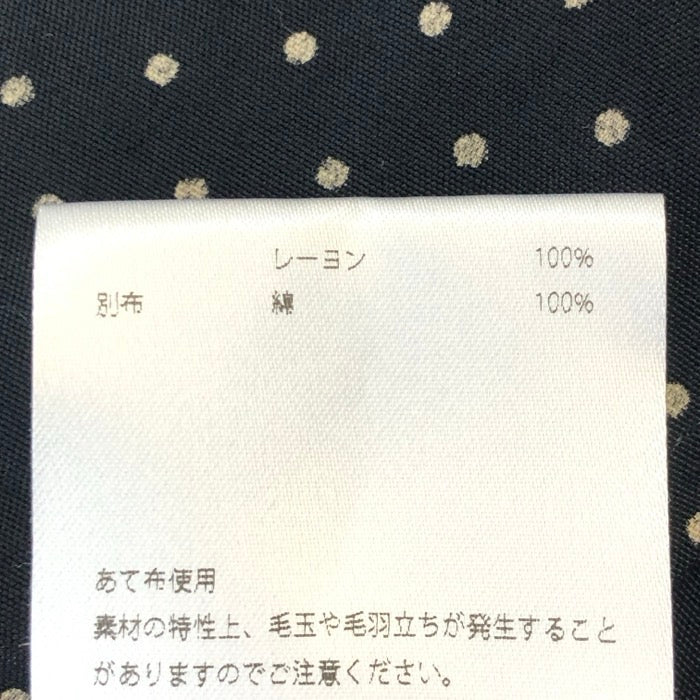 レーヨン 100%
別布 綿 100%
あて布使用
素材の特性上、毛玉や毛羽立ちが発生すること
がありますのでご注意ください。